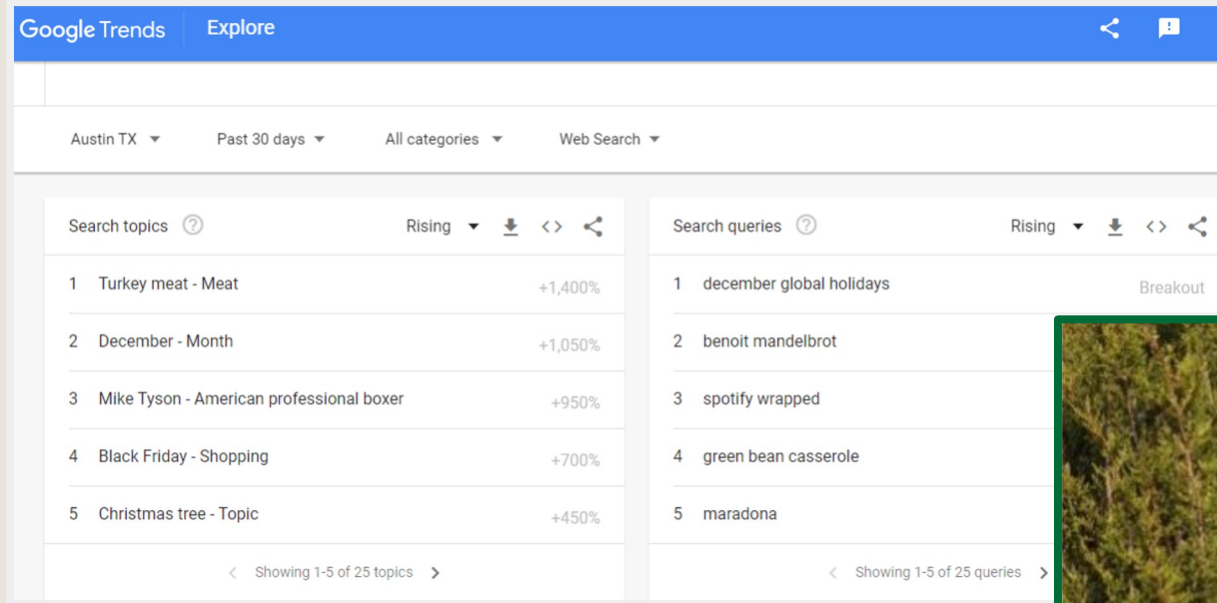 Google Trends Explore
Austin TX Past 30 days All categories Web Search
Search topics Rising
1 Turkey meat - Meat +1,400%
2 December - Month +1,050%
3 Mike Tyson - American professional boxer +950%
4 Black Friday - Shopping +700%
5 Christmas tree - Topic +450%
Showing 1-5 of 25 topics
Search queries Rising
1 december global holidays Breakout
2 benoit mandelbrot
3 spotify wrapped
4 green bean casserole
5 maradona
Showing 1-5 of 25 queries